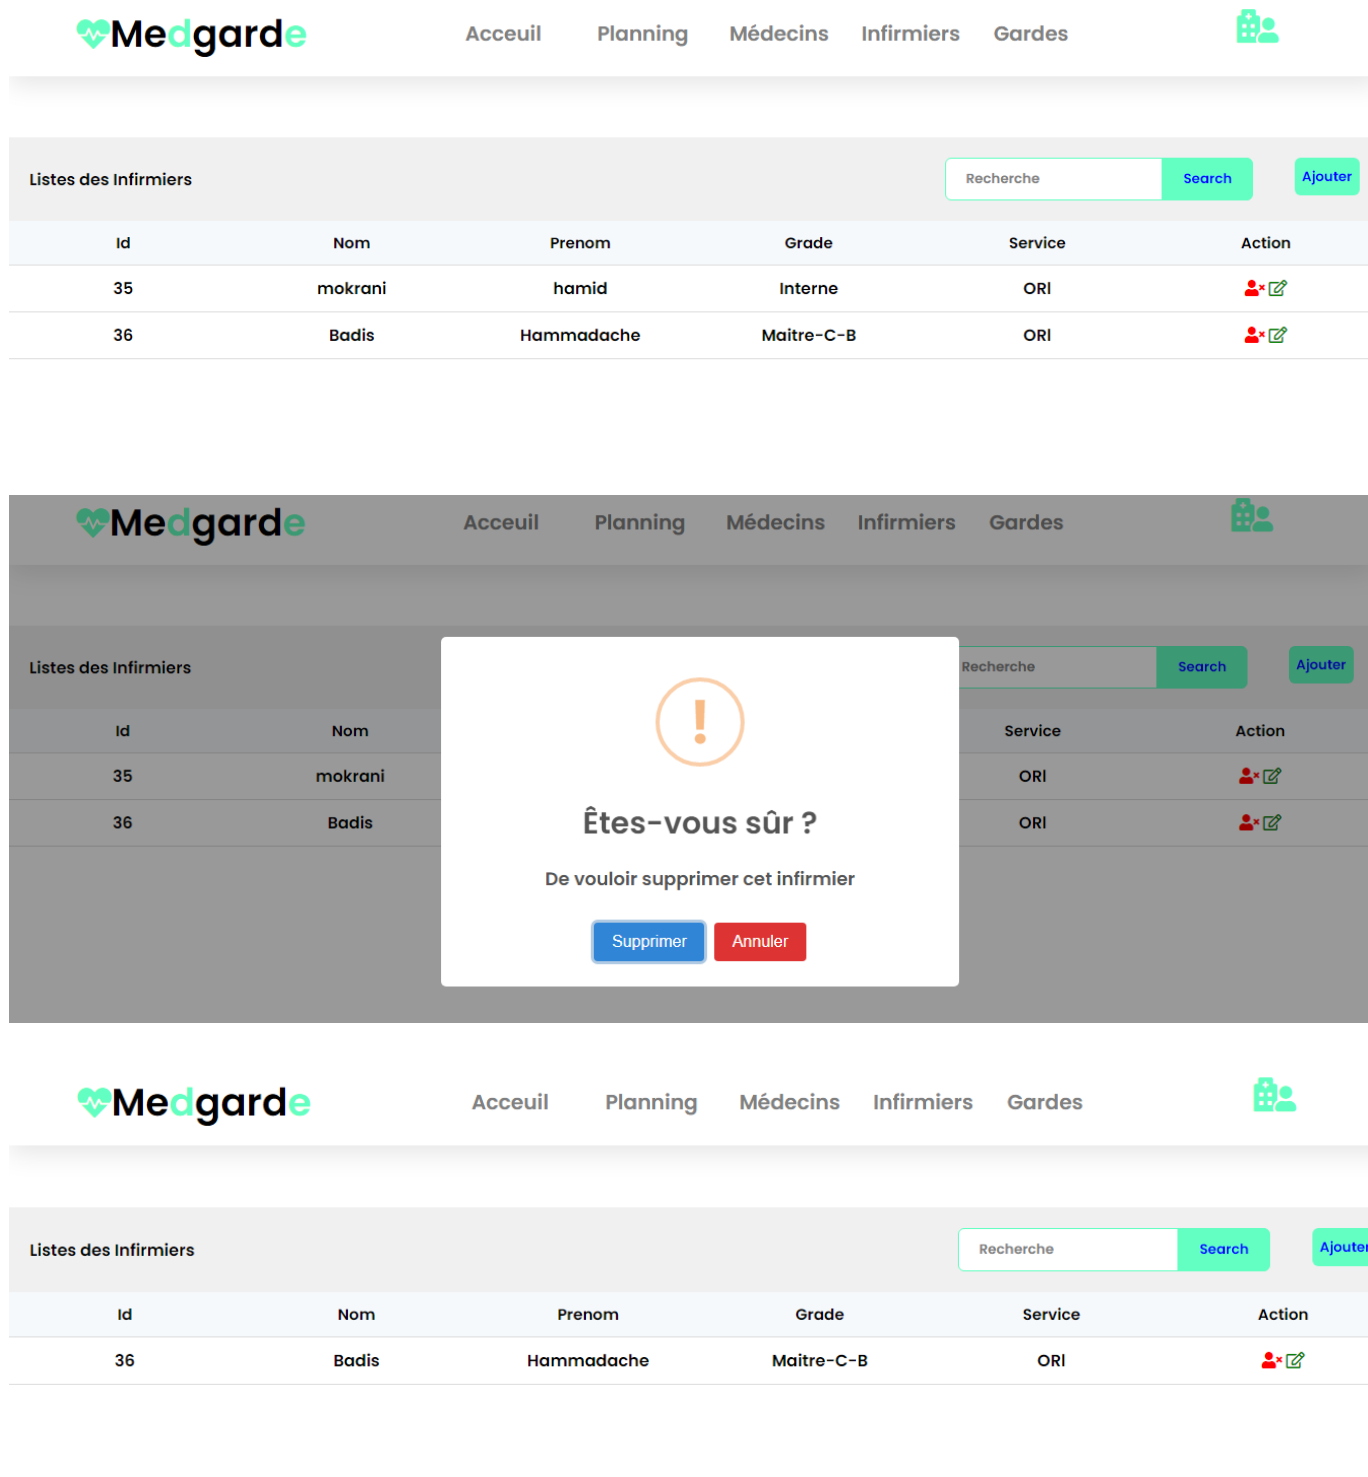 Medgarde Acceuil Planning Médecins Infirmiers Gardes
Listes des Infirmiers Recherche Search Ajouter
Id Nom Prenom Grade Service Action
35 mokrani hamid Interne ORl
36 Badis Hammadache Maitre-C-B ORl
Medgarde Acceuil Planning Médecins Infirmiers Gardes
Listes des Infirmiers Recherche Search Ajouter
Id Nom Service Action
35 mokrani ORl
36 Badis ORl
!
Êtes-vous sûr ?
De vouloir supprimer cet infirmier
Supprimer Annuler
Medgarde Acceuil Planning Médecins Infirmiers Gardes
Listes des Infirmiers Recherche Search Ajouter
Id Nom Prenom Grade Service Action
36 Badis Hammadache Maitre-C-B ORl